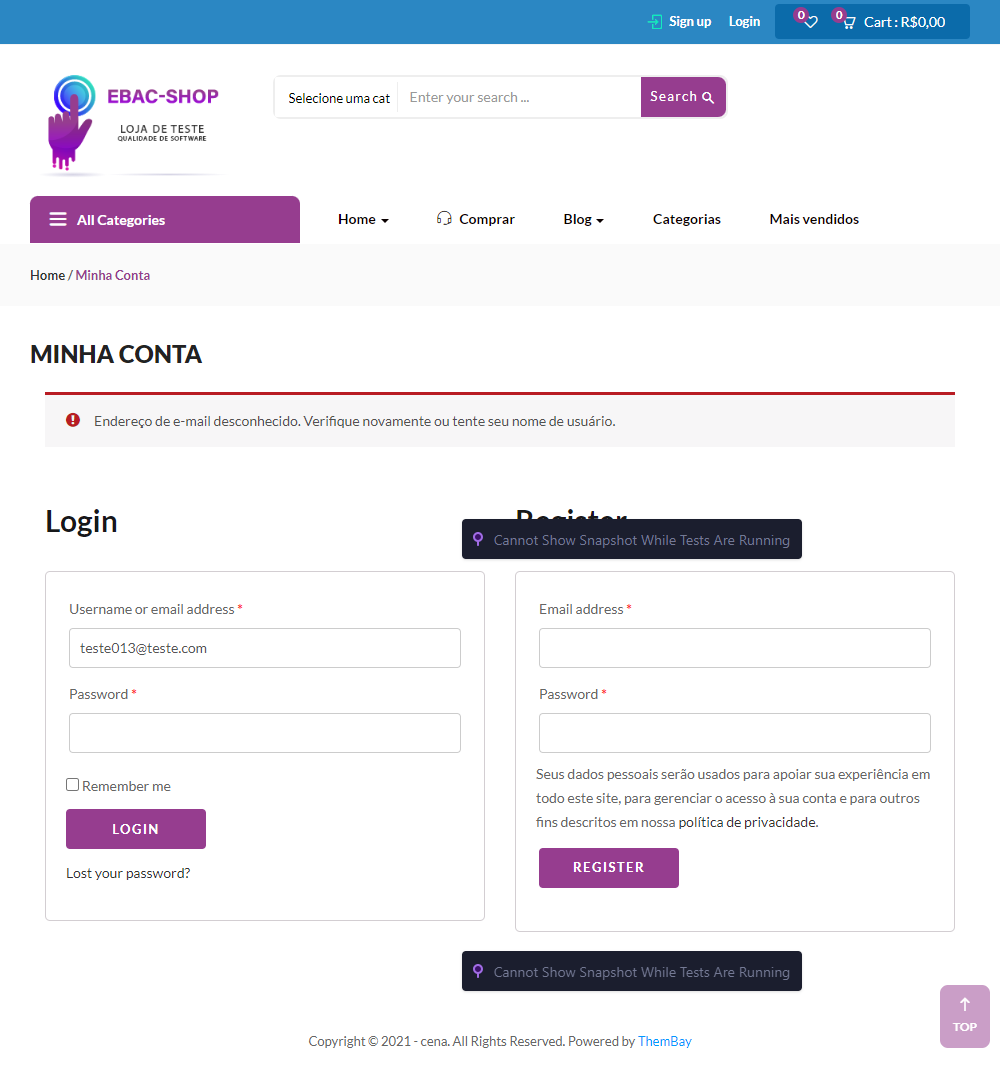 Sign up
Login
0
0
Cart : R$0,00
EBAC-SHOP
LOJA DE TESTE
QUALIDADE DE SOFTWARE
Selecione uma cat
Enter your search ...
Search
All Categories
Home
Comprar
Blog
Categorias
Mais vendidos
Home / Minha Conta
MINHA CONTA
Endereço de e-mail desconhecido. Verifique novamente ou tente seu nome de usuário.
Login
Register
Cannot Show Snapshot While Tests Are Running
Username or email address *
teste013@teste.com
Password *
Remember me
LOGIN
Lost your password?
Email address *
Password *
Seus dados pessoais serão usados para apoiar sua experiência em
todo este site, para gerenciar o acesso à sua conta e para outros
fins descritos em nossa política de privacidade.
REGISTER
Cannot Show Snapshot While Tests Are Running
TOP
Copyright © 2021 - cena. All Rights Reserved. Powered by ThemBay